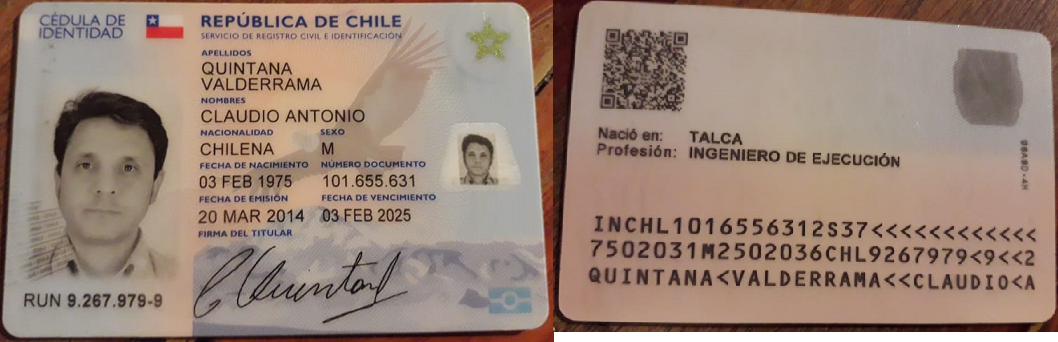 CÉDULA DE
IDENTIDAD
REPÚBLICA DE CHILE
SERVICIO DE REGISTRO CIVIL E IDENTIFICACIÓN
APELLIDOS
QUINTANA
VALDERRAMA
NOMBRES
CLAUDIO ANTONIO
NACIONALIDAD SEXO
CHILENA M
FECHA DE NACIMIENTO NÚMERO DOCUMENTO
03 FEB 1975 101.655.631
FECHA DE EMISIÓN FECHA DE VENCIMIENTO
20 MAR 2014 03 FEB 2025
FIRMA DEL TITULAR
C Quintana
RUN 9.267.979-9
Nació en: TALCA
Profesión: INGENIERO DE EJECUCIÓN
INCHL1016556312S37<<<<<<<<<<<<
7502031M2502036CHL9267979<9<<2
QUINTANA<VALDERRAMA<<CLAUDIO<A